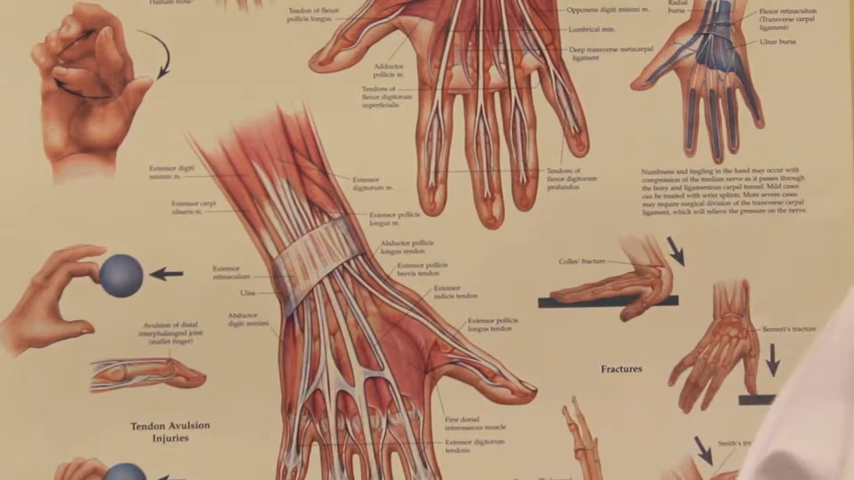 Tendon of flexor
pollicis longus
Adductor
pollicis m.
Tendons of
flexor digitorum
superficialis
Opponens digiti minimi m.
Lumbrical mm.
Deep transverse metacarpal
ligament
Tendons of
flexor digitorum
profundus
Radial
bursa
Flexor retinaculum
(Transverse carpal
ligament)
Ulnar bursa
Numbness and tingling in the hand may occur with
compression of the median nerve as it passes through
the bony and ligamentous carpal tunnel. Mild cases
can be treated with wrist splints. More severe cases
may require surgical division of the transverse carpal
ligament, which will relieve the pressure on the nerve.
Extensor digiti
minimi m.
Extensor carpi
ulnaris m.
Extensor
retinaculum
Ulna
Abductor
digiti minimi
Extensor
digitorum m.
Extensor pollicis
longus m.
Abductor pollicis
longus tendon
Extensor pollicis
brevis tendon
Extensor
indicis tendon
Extensor pollicis
longus tendon
First dorsal
interosseous muscle
Extensor digitorum
tendons
Avulsion of distal
interphalangeal joint
(mallet finger)
Tendon Avulsion
Injuries
Colles' fracture
Bennett's fracture
Fractures
Smith's